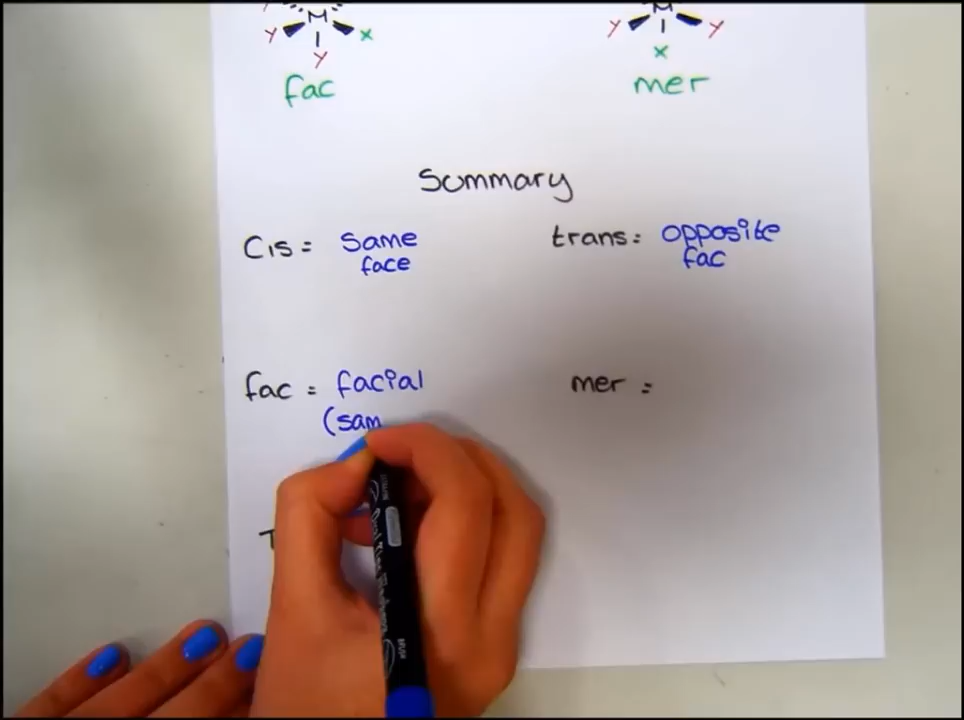 M M
Y X Y Y
Y X
fac mer
Summary
Cis = Same face trans = opposite fac
fac = facial (sam mer =
T